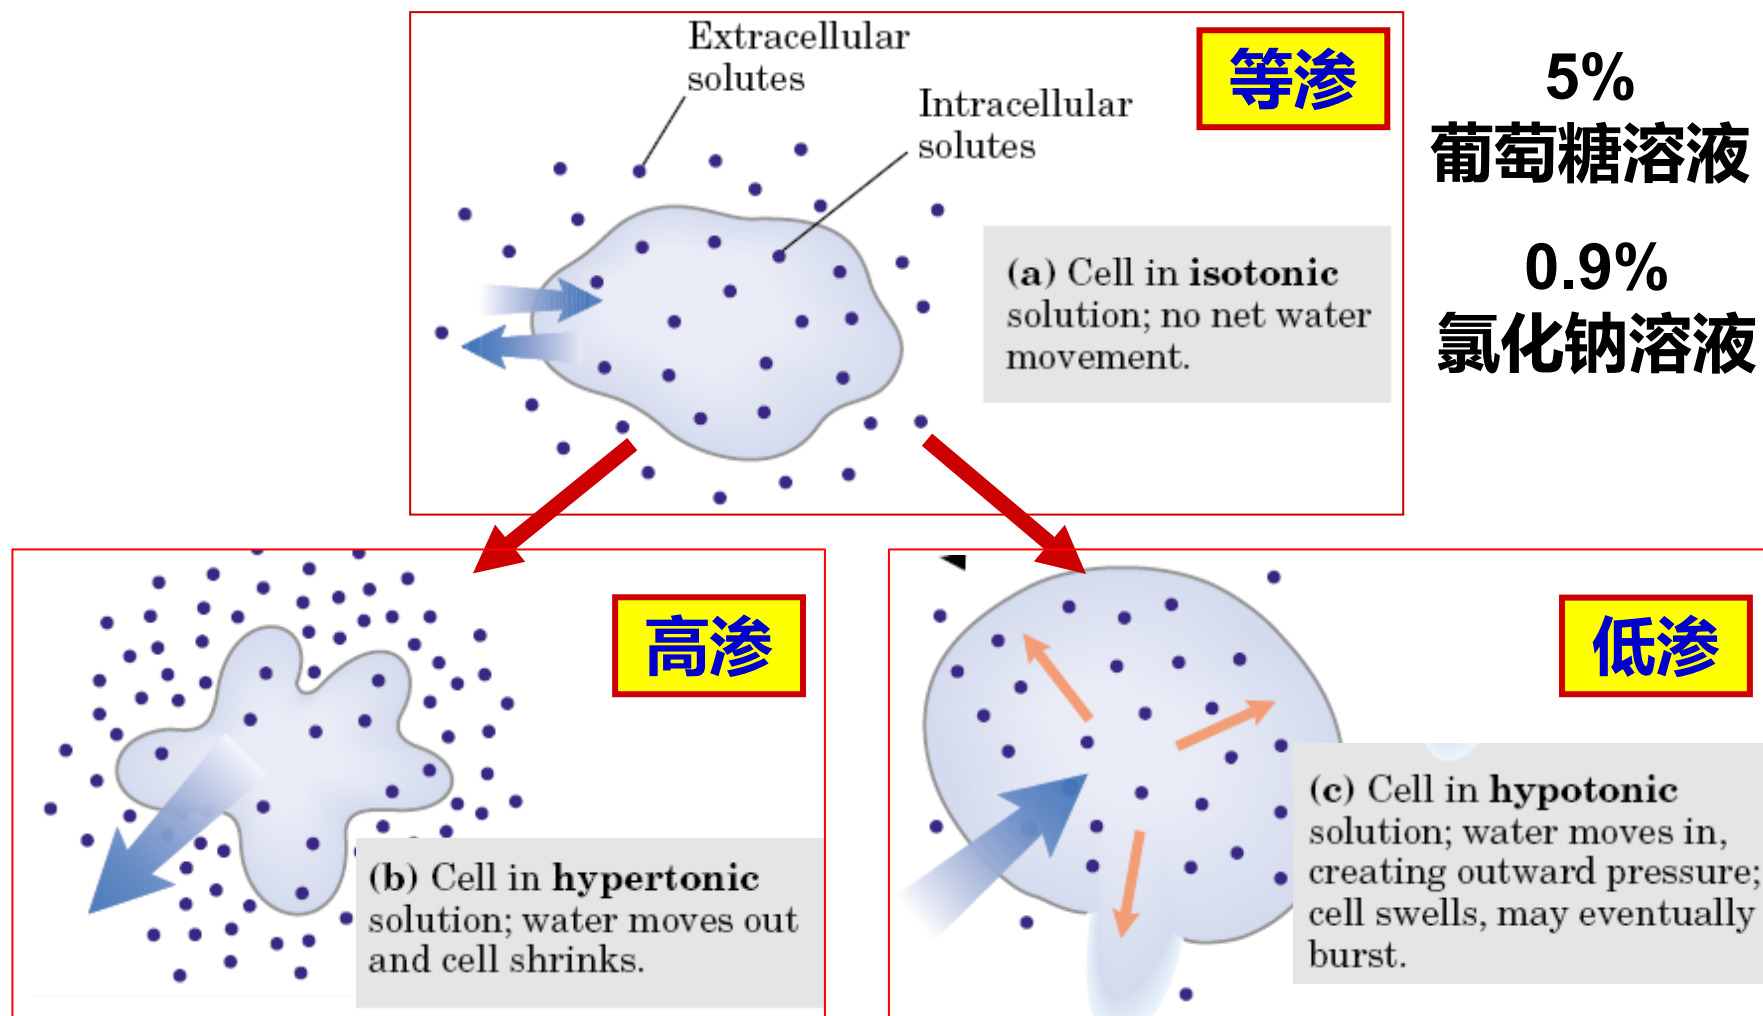 Extracellular
solutes
Intracellular
solutes
等渗
5%
葡萄糖溶液
0.9%
氯化钠溶液
(a) Cell in isotonic
solution; no net water
movement.
高渗
(b) Cell in hypertonic
solution; water moves out
and cell shrinks.
低渗
(c) Cell in hypotonic
solution; water moves in,
creating outward pressure;
cell swells, may eventually
burst.